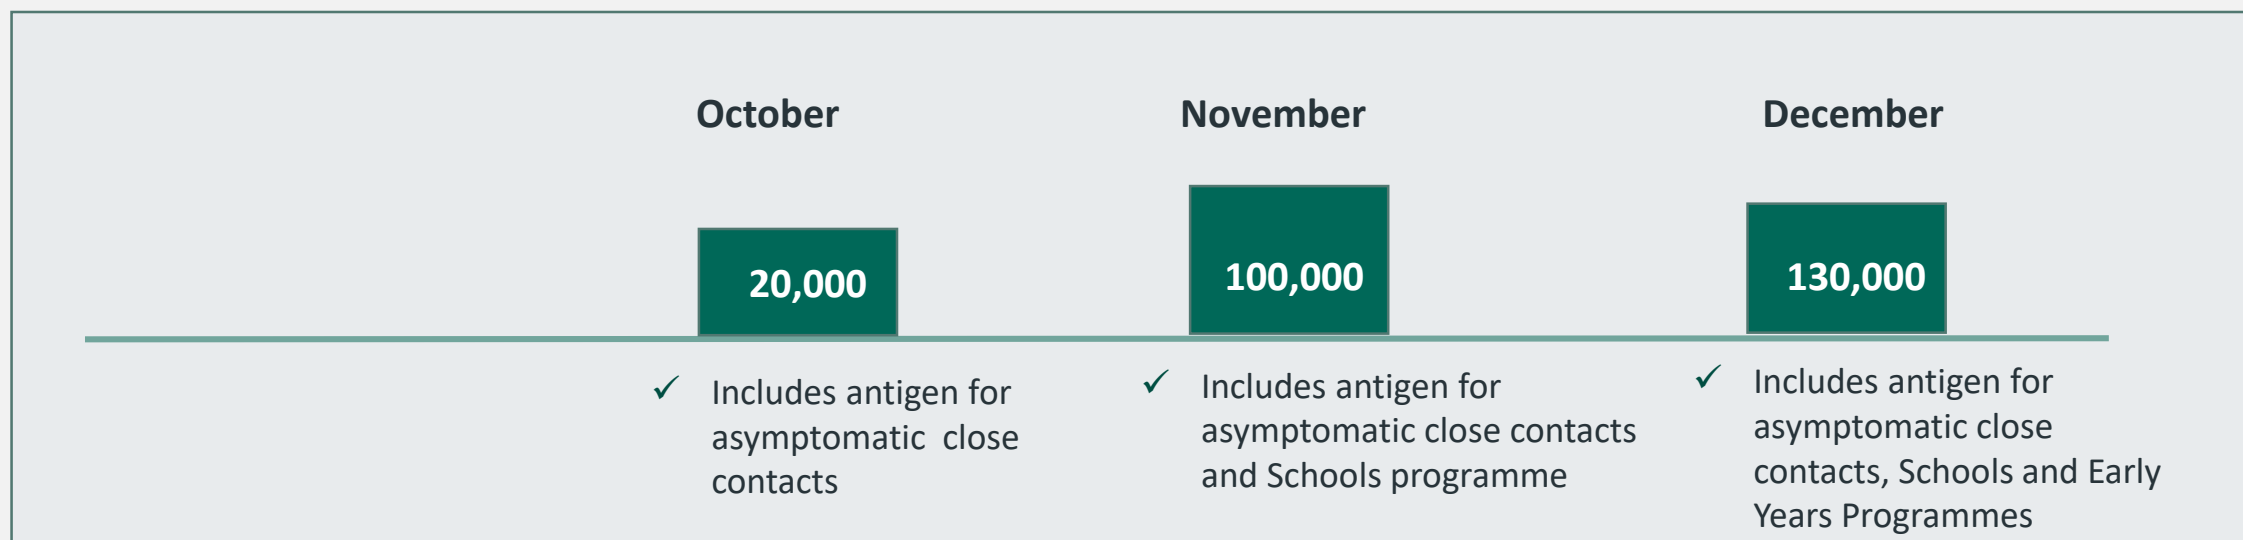 October
November
December
20,000
100,000
130,000
✓ Includes antigen for
asymptomatic close
contacts
✓ Includes antigen for
asymptomatic close contacts
and Schools programme
✓ Includes antigen for
asymptomatic close
contacts, Schools and Early
Years Programmes